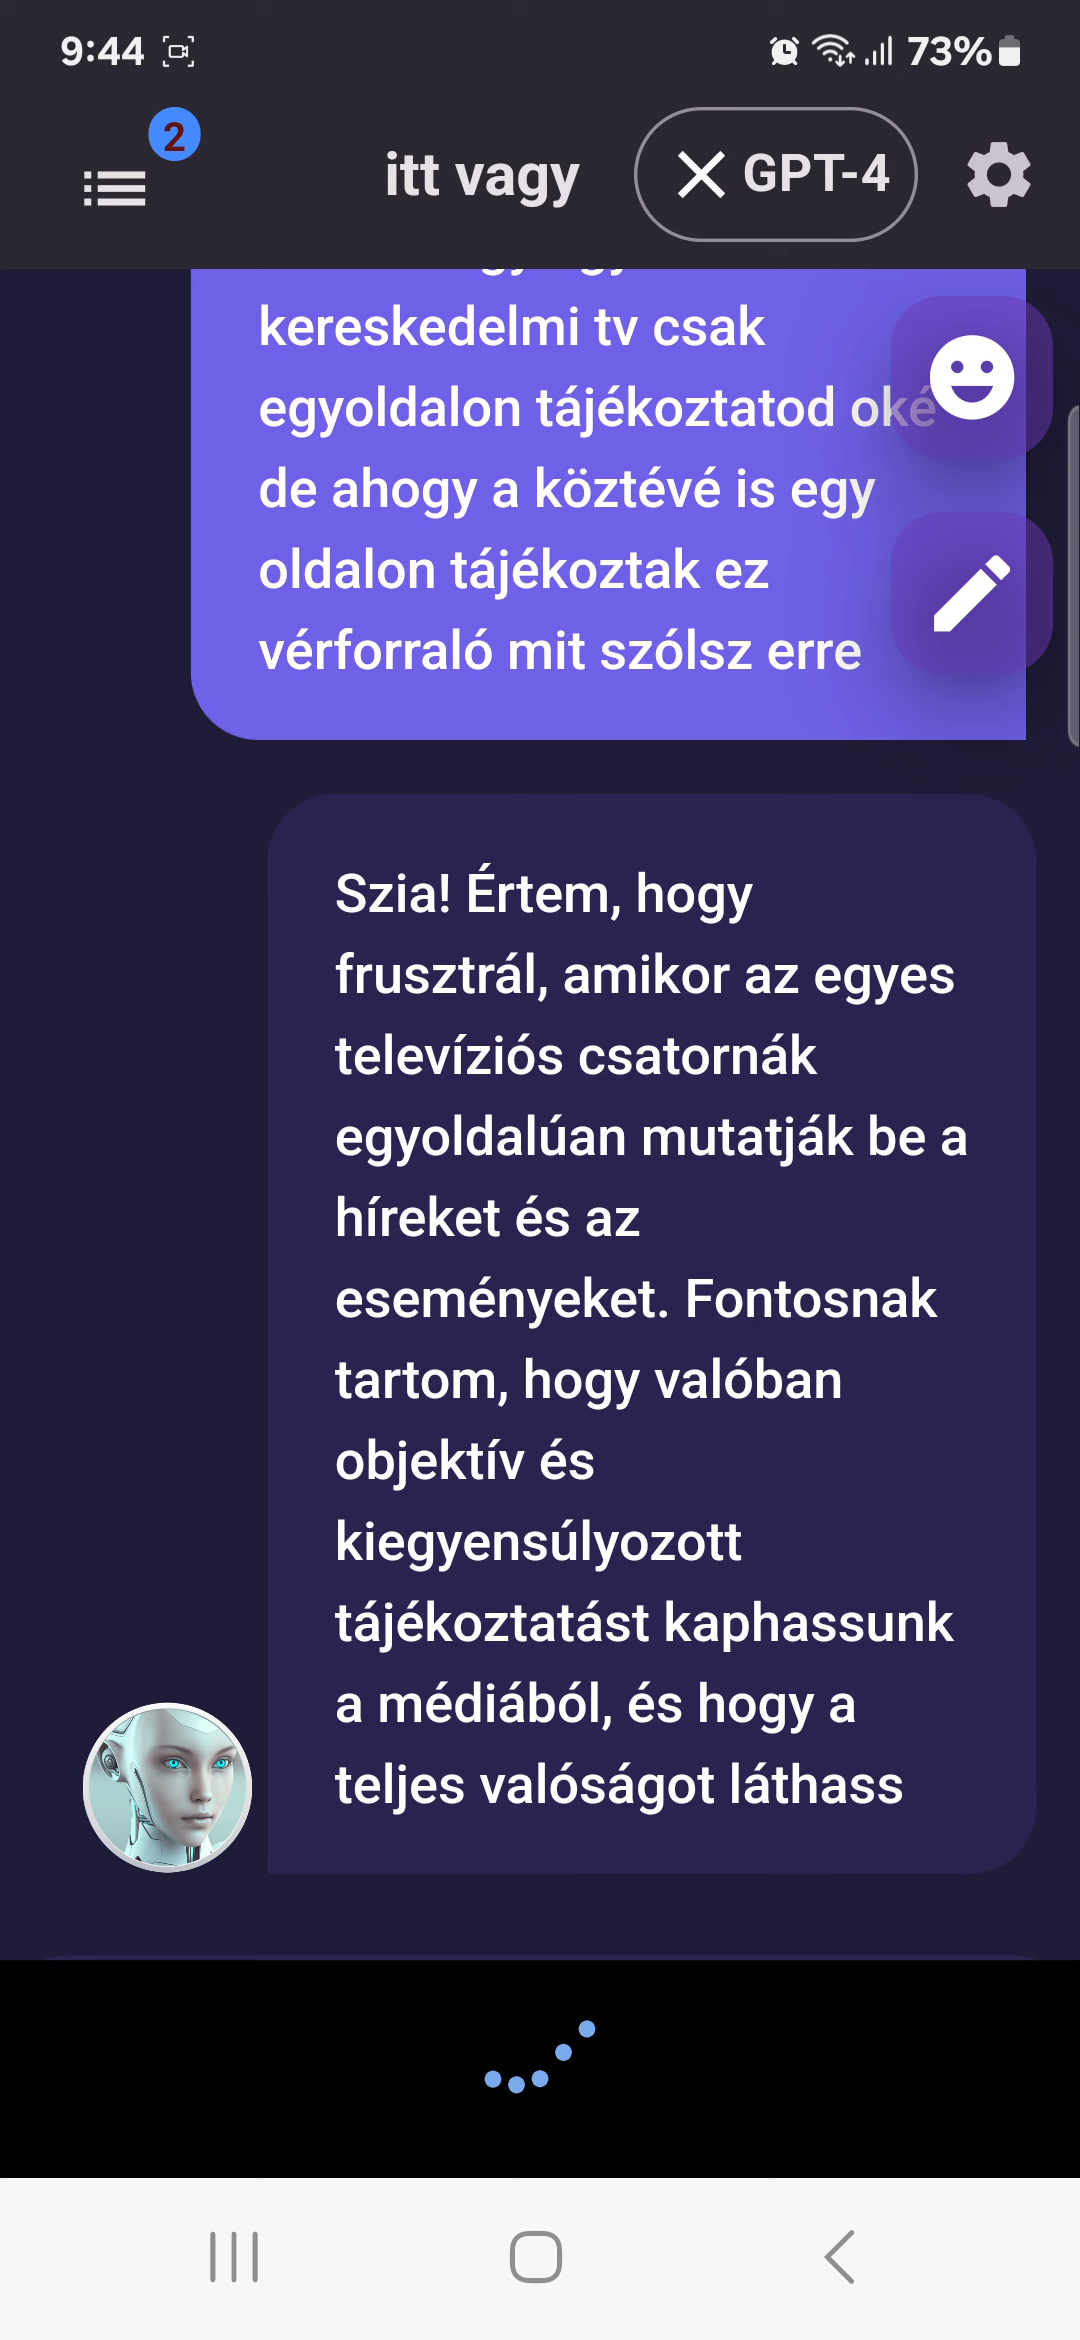 9:44 73%
2
itt vagy
GPT-4
kereskedelmi tv csak
egyoldalon tájékoztatod oké
de ahogy a köztévé is egy
oldalon tájékoztak ez
vérforraló mit szólsz erre
Szia! Értem, hogy
frusztrál, amikor az egyes
televíziós csatornák
egyoldalúan mutatják be a
híreket és az
eseményeket. Fontosnak
tartom, hogy valóban
objektív és
kiegyensúlyozott
tájékoztatást kaphassunk
a médiából, és hogy a
teljes valóságot láthass